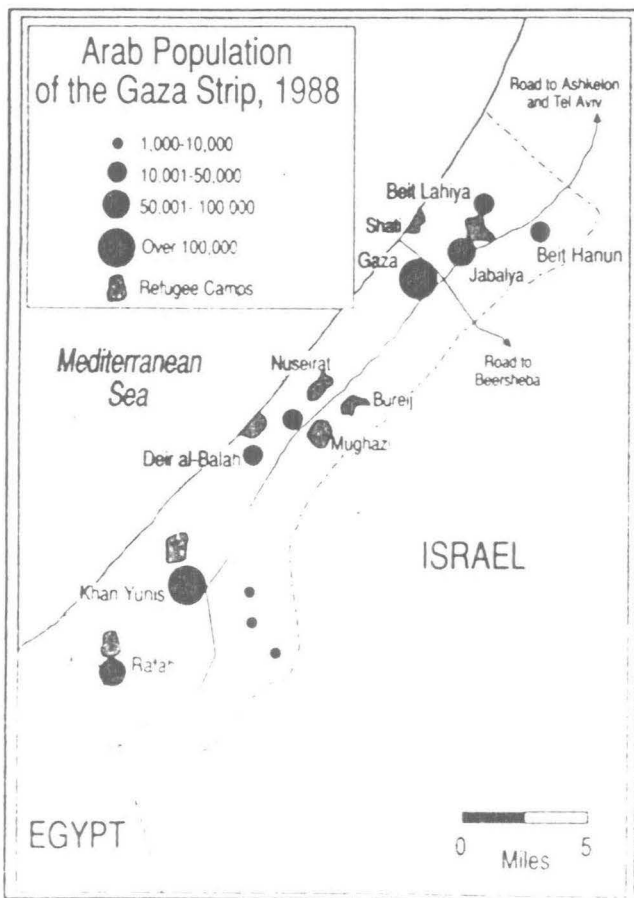 Arab Population
of the Gaza Strip, 1988
1,000-10,000
10,001-50,000
50,001-100,000
Over 100,000
Refugee Camps
Road to Ashkelon
and Tel Aviv
Beit Lahiya
Shati
Gaza
Jabalya
Beit Hanun
Road to
Beersheba
Mediterranean
Sea
Nuseirat
Bureij
Mughazi
Deir al-Balah
ISRAEL
Khan Yunis
Rafah
EGYPT
0 5
Miles